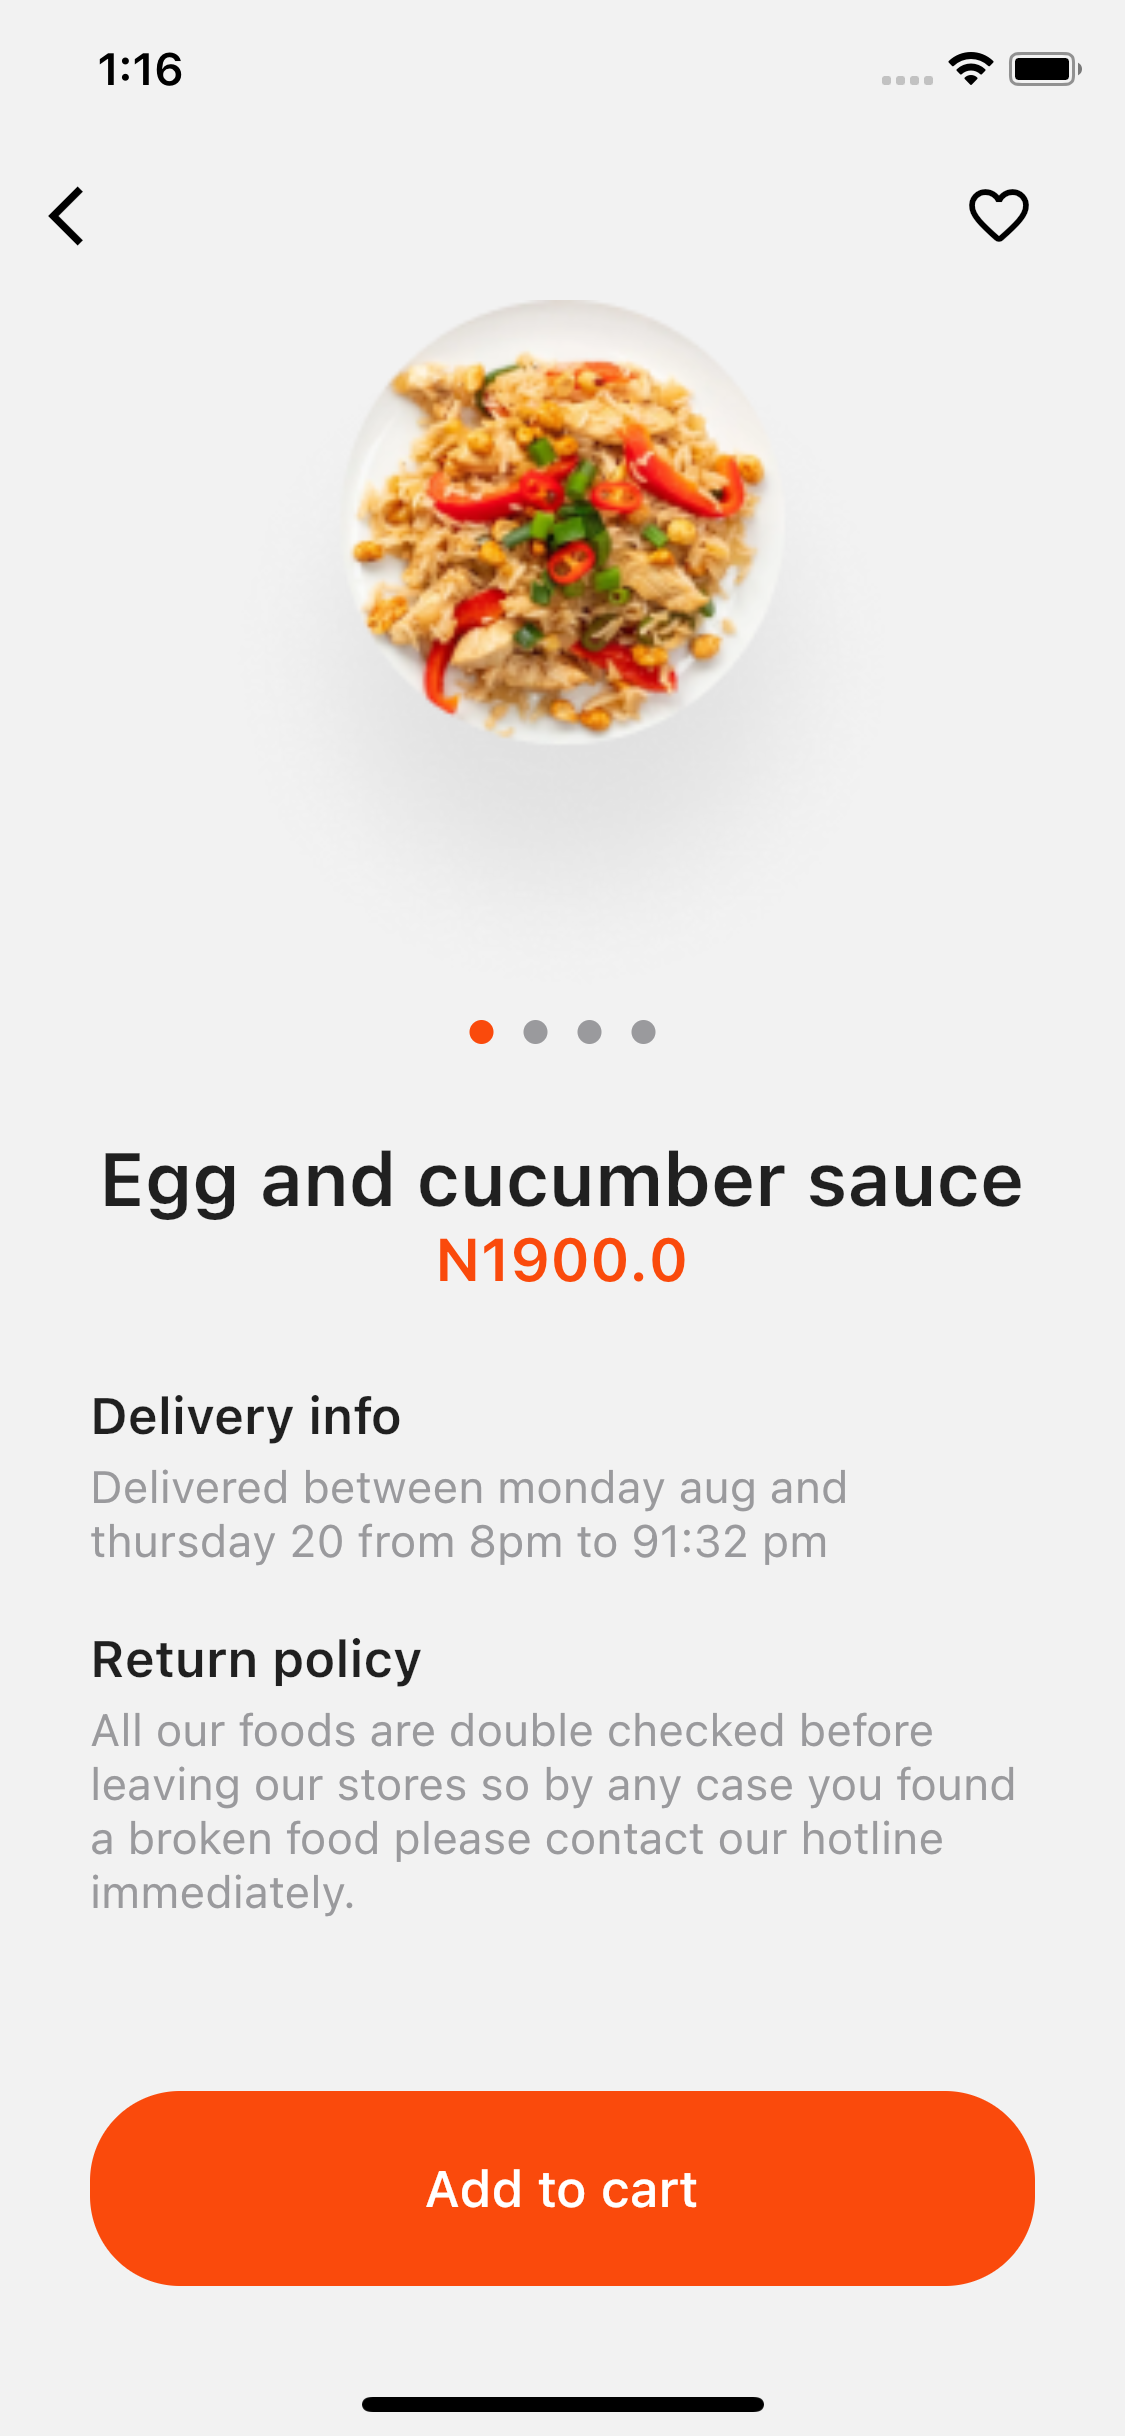 1:16
Egg and cucumber sauce
N1900.0
Delivery info
Delivered between monday aug and
thursday 20 from 8pm to 91:32 pm
Return policy
All our foods are double checked before
leaving our stores so by any case you found
a broken food please contact our hotline
immediately.
Add to cart